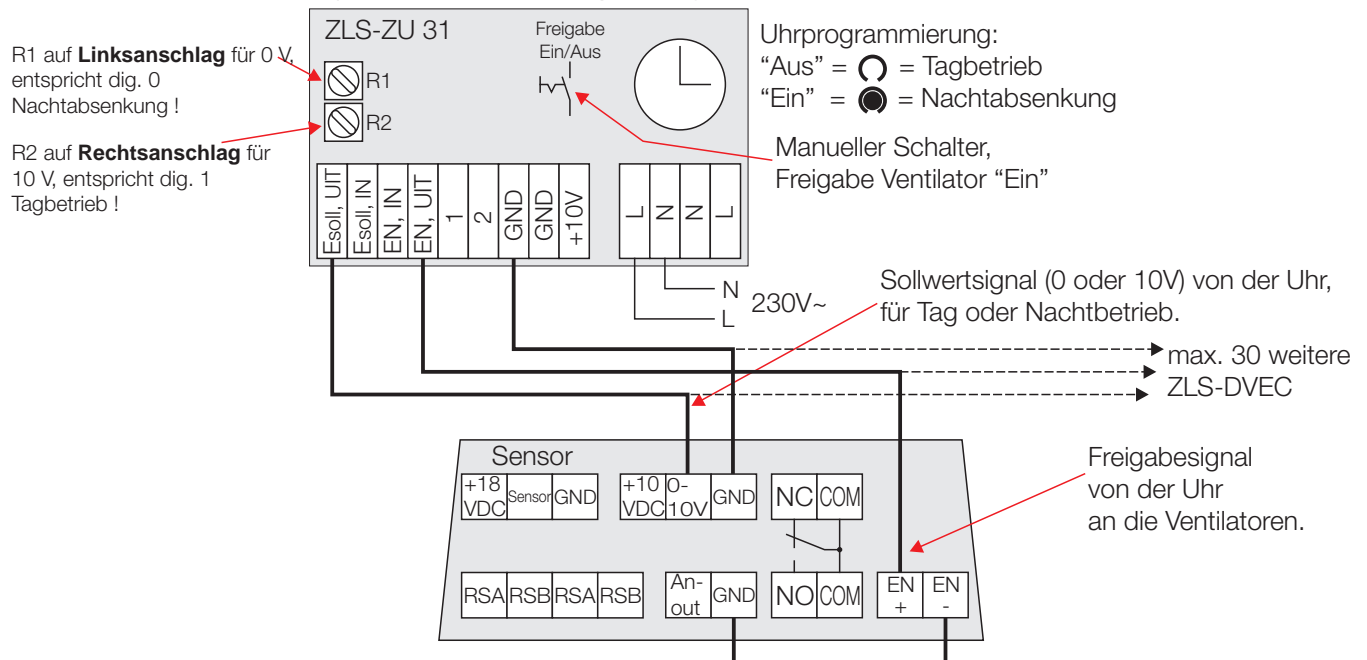 ZLS-ZU 31
Freigabe
Ein/Aus
R1
R2
R1 auf Linksanschlag für 0 V,
entspricht dig. 0
Nachtabsenkung !
R2 auf Rechtsanschlag für
10 V, entspricht dig. 1
Tagbetrieb !
Uhrprogrammierung:
“Aus” = = Tagbetrieb
“Ein” = = Nachtabsenkung
Manueller Schalter,
Freigabe Ventilator “Ein”
Esoll, UIT
Esoll, IN
EN, IN
EN, UIT
1
2
GND
GND
+10V
L
N
N
L
N
L
230V~
Sollwertsignal (0 oder 10V) von der Uhr,
für Tag oder Nachtbetrieb.
max. 30 weitere
ZLS-DVEC
Sensor
+18
VDC
Sensor
GND
+10
VDC
0-
10V
GND
NC
COM
Freigabesignal
von der Uhr
an die Ventilatoren.
RSA
RSB
RSA
RSB
An-
out
GND
NO
COM
EN
+
EN
-